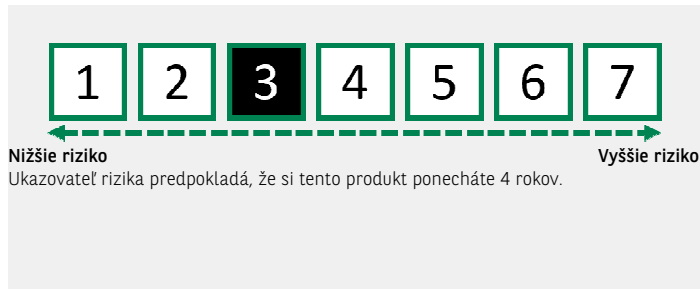 1 2 3 4 5 6 7
Nižšie riziko Vyššie riziko
Ukazovateľ rizika predpokladá, že si tento produkt ponecháte 4 rokov.